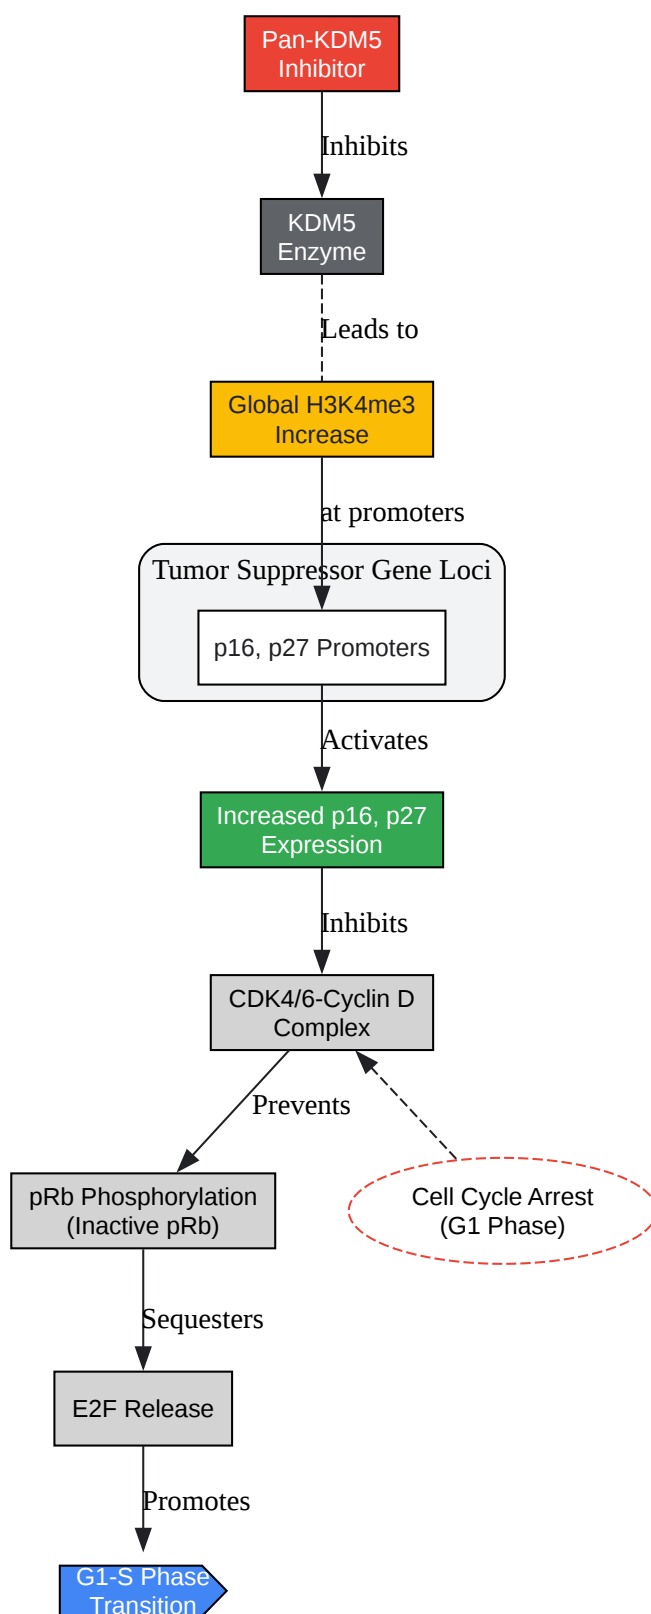 Pan-KDM5
Inhibitor
Inhibits
KDM5
Enzyme
Leads to
Global H3K4me3
Increase
at promoters
Tumor Suppressor Gene Loci
p16, p27 Promoters
Activates
Increased p16, p27
Expression
Inhibits
CDK4/6-Cyclin D
Complex
Prevents
pRb Phosphorylation
(Inactive pRb)
Cell Cycle Arrest
(G1 Phase)
Sequesters
E2F Release
Promotes
G1-S Phase
Transition